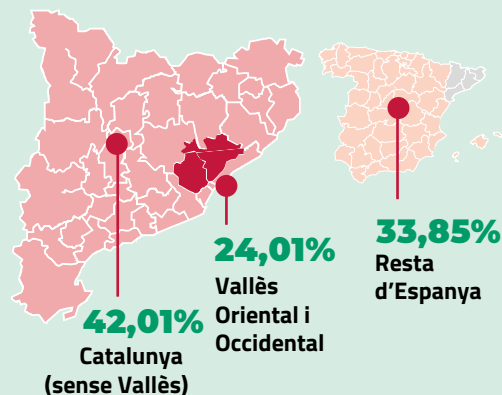 42,01%
Catalunya
(sense Vallès)
24,01%
Vallès
Oriental i
Occidental
33,85%
Resta
d'Espanya